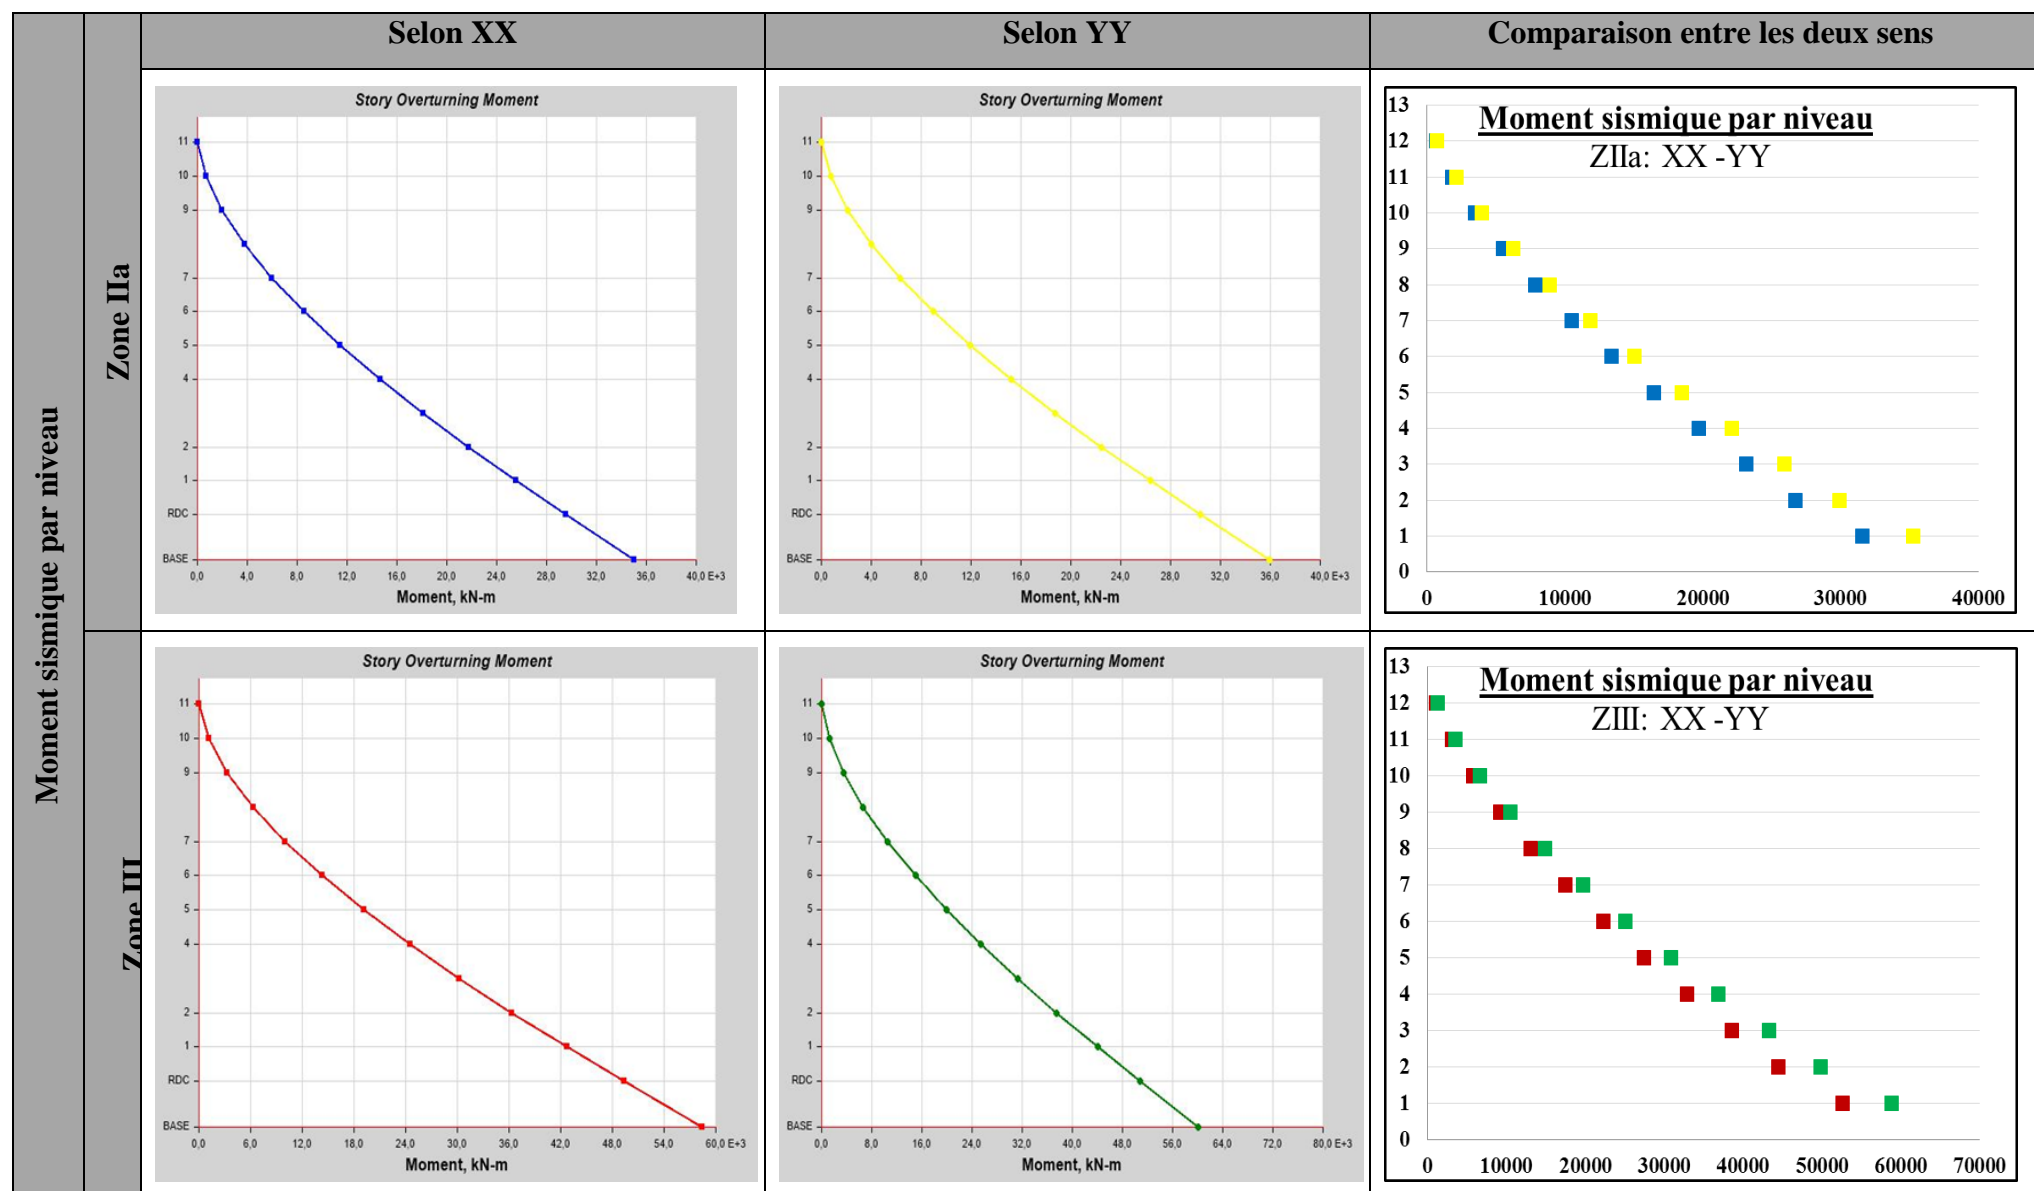 Selon XX
Selon YY
Comparaison entre les deux sens
Moment sismique par niveau
Zone IIa
Story Overturning Moment
11
10
9
7
6
5
4
2
1
RDC
BASE
0,0 4,0 8,0 12,0 16,0 20,0 24,0 28,0 32,0 36,0 40,0 E+3
Moment, kN-m
Story Overturning Moment
11
10
9
7
6
5
4
2
1
RDC
BASE
0,0 4,0 8,0 12,0 16,0 20,0 24,0 28,0 32,0 36,0 40,0 E+3
Moment, kN-m
Moment sismique par niveau
ZIIa: XX -YY
13
12
11
10
9
8
7
6
5
4
3
2
1
0
0 10000 20000 30000 40000
Zone III
Story Overturning Moment
11
10
9
7
6
5
4
2
1
RDC
BASE
0,0 6,0 12,0 18,0 24,0 30,0 36,0 42,0 48,0 54,0 60,0 E+3
Moment, kN-m
Story Overturning Moment
11
10
9
7
6
5
4
2
1
RDC
BASE
0,0 8,0 16,0 24,0 32,0 40,0 48,0 56,0 64,0 72,0 80,0 E+3
Moment, kN-m
Moment sismique par niveau
ZIII: XX -YY
13
12
11
10
9
8
7
6
5
4
3
2
1
0
0 10000 20000 30000 40000 50000 60000 70000